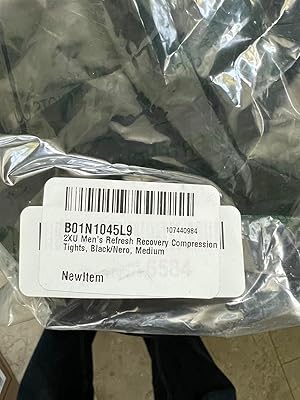 B01N1045L9 107440984
2XU Men's Refresh Recovery Compression
Tights, Black/Nero, Medium
NewItem